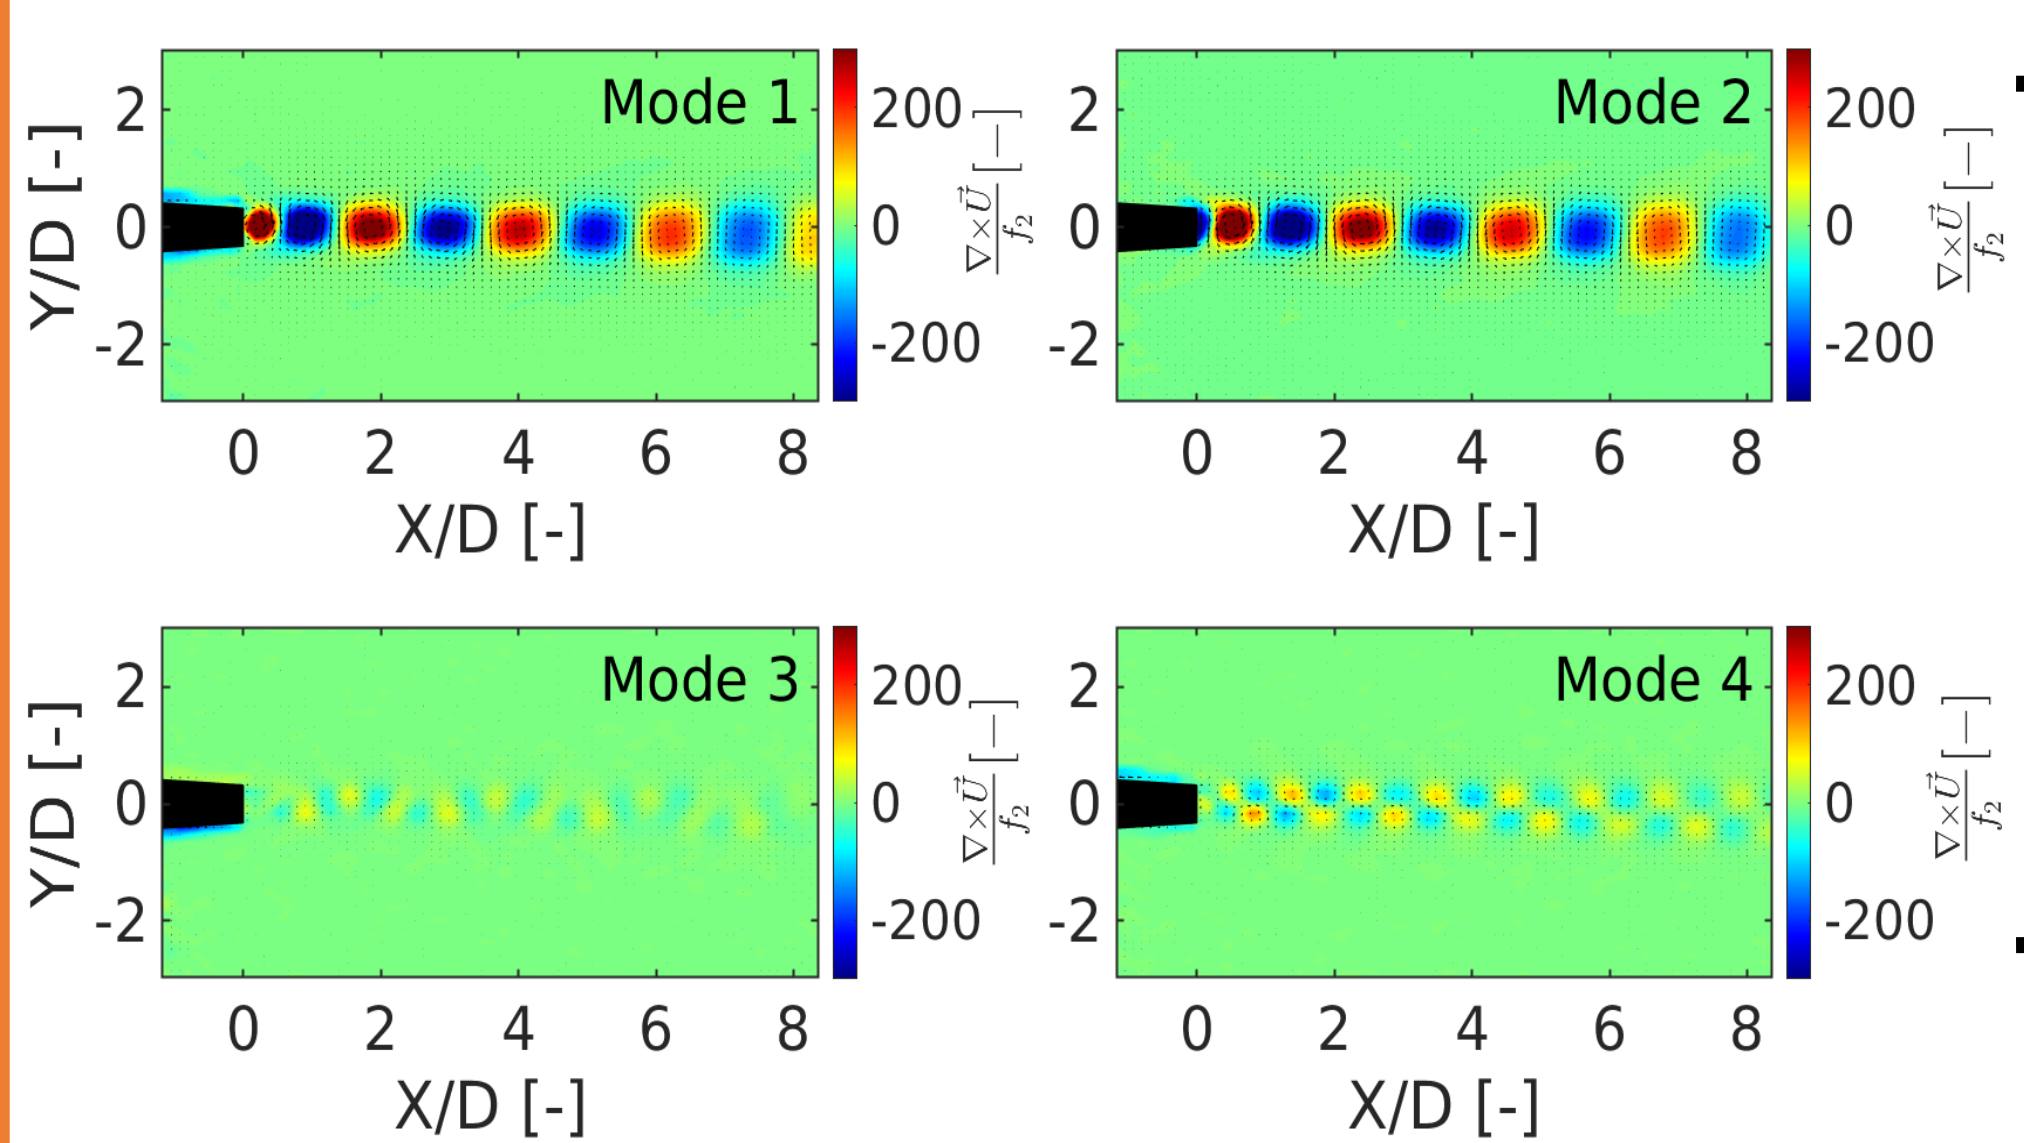 Mode 1
2
0
-2
Y/D [-]
0 2 4 6 8
X/D [-]
200
0
-200
∇×U⃗ / f₂ [—]
Mode 2
2
0
-2
0 2 4 6 8
X/D [-]
200
0
-200
∇×U⃗ / f₂ [—]
Mode 3
2
0
-2
Y/D [-]
0 2 4 6 8
X/D [-]
200
0
-200
∇×U⃗ / f₂ [—]
Mode 4
2
0
-2
0 2 4 6 8
X/D [-]
200
0
-200
∇×U⃗ / f₂ [—]